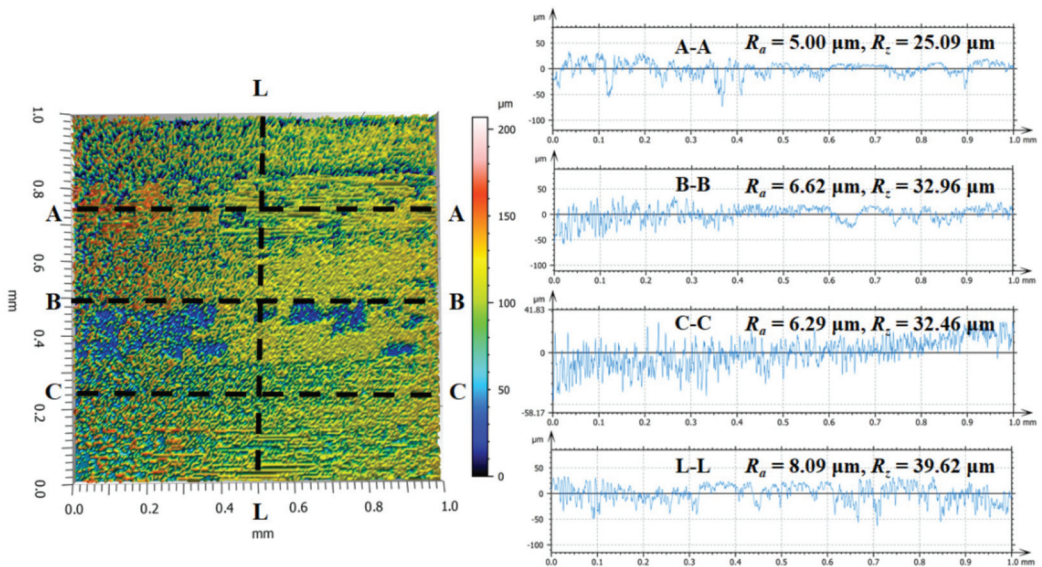 L
A
A
B
B
C
C
L
1.0
0.8
0.6
0.4
0.2
0.0
mm
0.0
0.2
0.4
0.6
0.8
1.0
mm
µm
200
150
100
50
0
µm
A-A Ra = 5.00 µm, Rz = 25.09 µm
50
0
-50
-100
0 0.1 0.2 0.3 0.4 0.5 0.6 0.7 0.8 0.9 1.0 mm
µm
B-B Ra = 6.62 µm, Rz = 32.96 µm
50
0
-50
-100
0 0.1 0.2 0.3 0.4 0.5 0.6 0.7 0.8 0.9 1.0 mm
µm
41.83
C-C Ra = 6.29 µm, Rz = 32.46 µm
0
-58.17
0 0.1 0.2 0.3 0.4 0.5 0.6 0.7 0.8 0.9 1.0 mm
µm
L-L Ra = 8.09 µm, Rz = 39.62 µm
50
0
-50
-100
0 0.1 0.2 0.3 0.4 0.5 0.6 0.7 0.8 0.9 1.0 mm